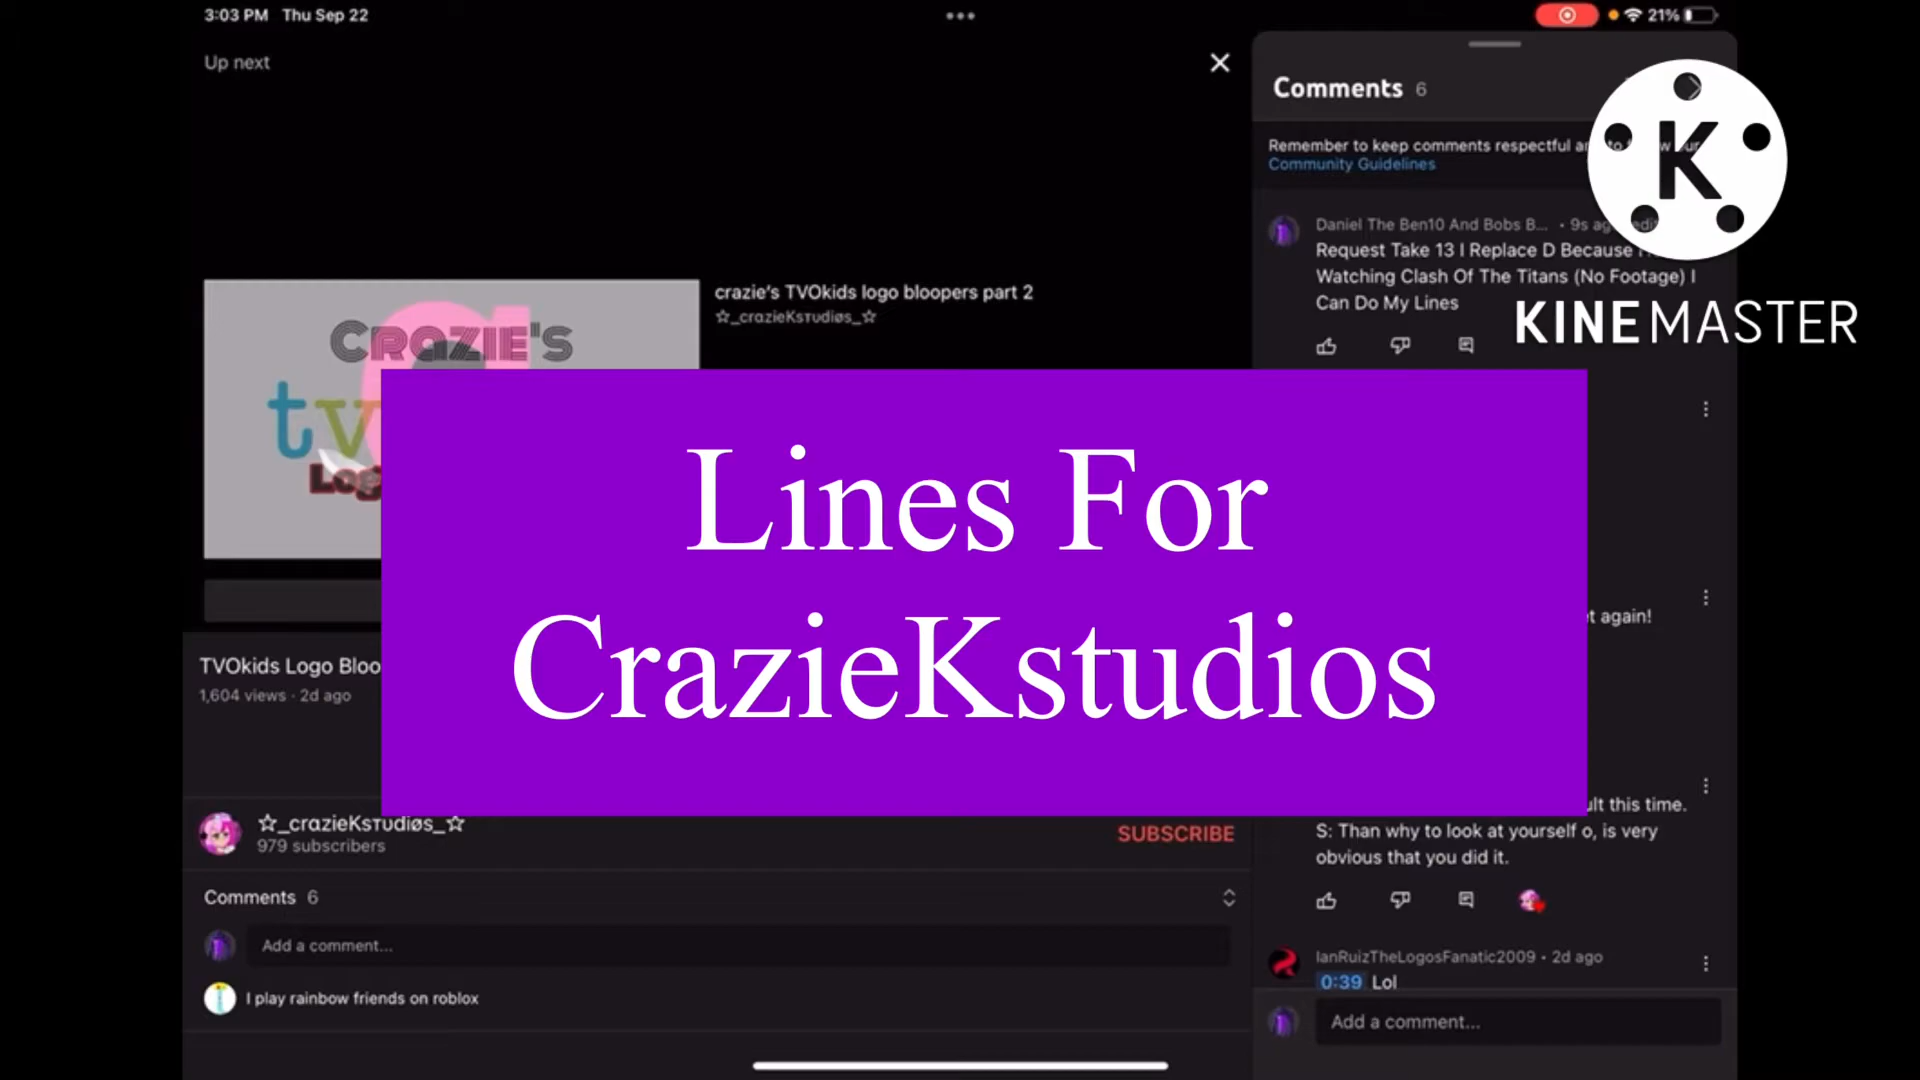 3:03 PM Thu Sep 22
21%
Up next
Comments 6
Remember to keep comments respectful
Community Guidelines
Daniel The Ben10 And Bobs B... • 9s
Request Take 13 I Replace D Because
Watching Clash Of The Titans (No Footage) I
Can Do My Lines
K
KINEMASTER
crazie's TVOkids logo bloopers part 2
☆_crazieKsтudiøs_☆
CRAZIE'S
tv
Log
Lines For
CrazieKstudios
again!
TVOkids Logo Bloo
1,604 views · 2d ago
☆_crazieKsтudiøs_☆
979 subscribers
SUBSCRIBE
Comments 6
Add a comment...
I play rainbow friends on roblox
this time.
S: Than why to look at yourself o, is very
obvious that you did it.
IanRuizTheLogosFanatic2009 • 2d ago
0:39 Lol
Add a comment...